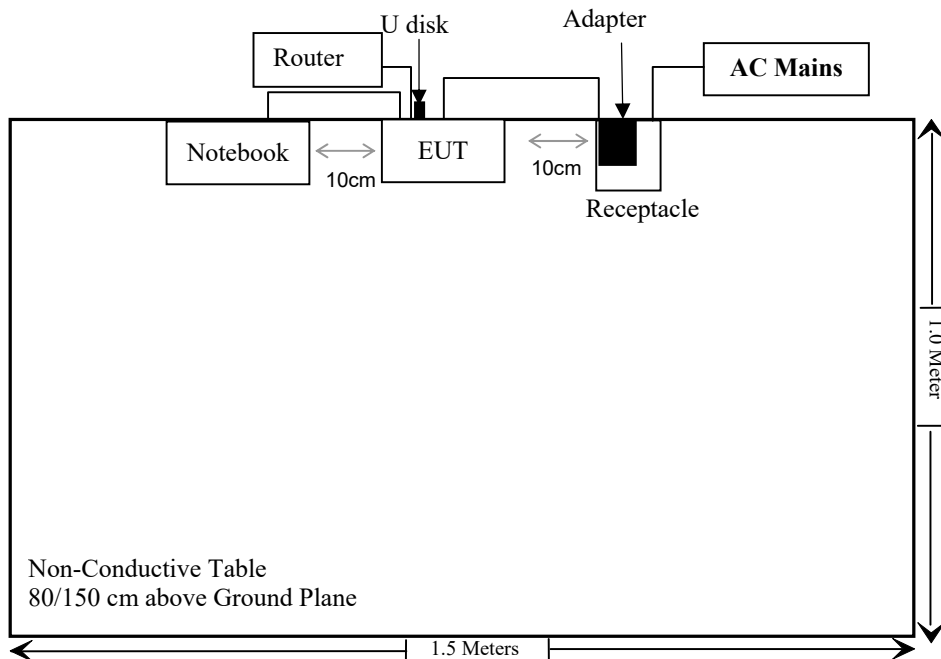 U disk
Adapter
Router
AC Mains
Notebook
EUT
10cm
10cm
Receptacle
1.0 Meter
Non-Conductive Table
80/150 cm above Ground Plane
1.5 Meters